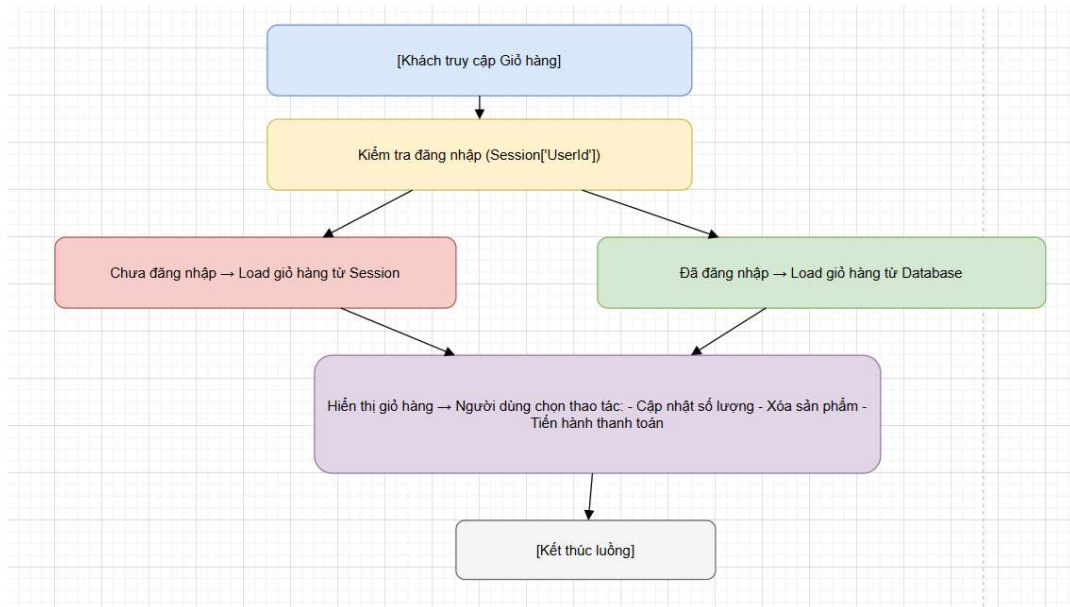 [Khách truy cập Giỏ hàng]
Kiểm tra đăng nhập (Session['UserId'])
Chưa đăng nhập → Load giỏ hàng từ Session
Đã đăng nhập → Load giỏ hàng từ Database
Hiển thị giỏ hàng → Người dùng chọn thao tác: - Cập nhật số lượng - Xóa sản phẩm -
Tiến hành thanh toán
[Kết thúc luồng]